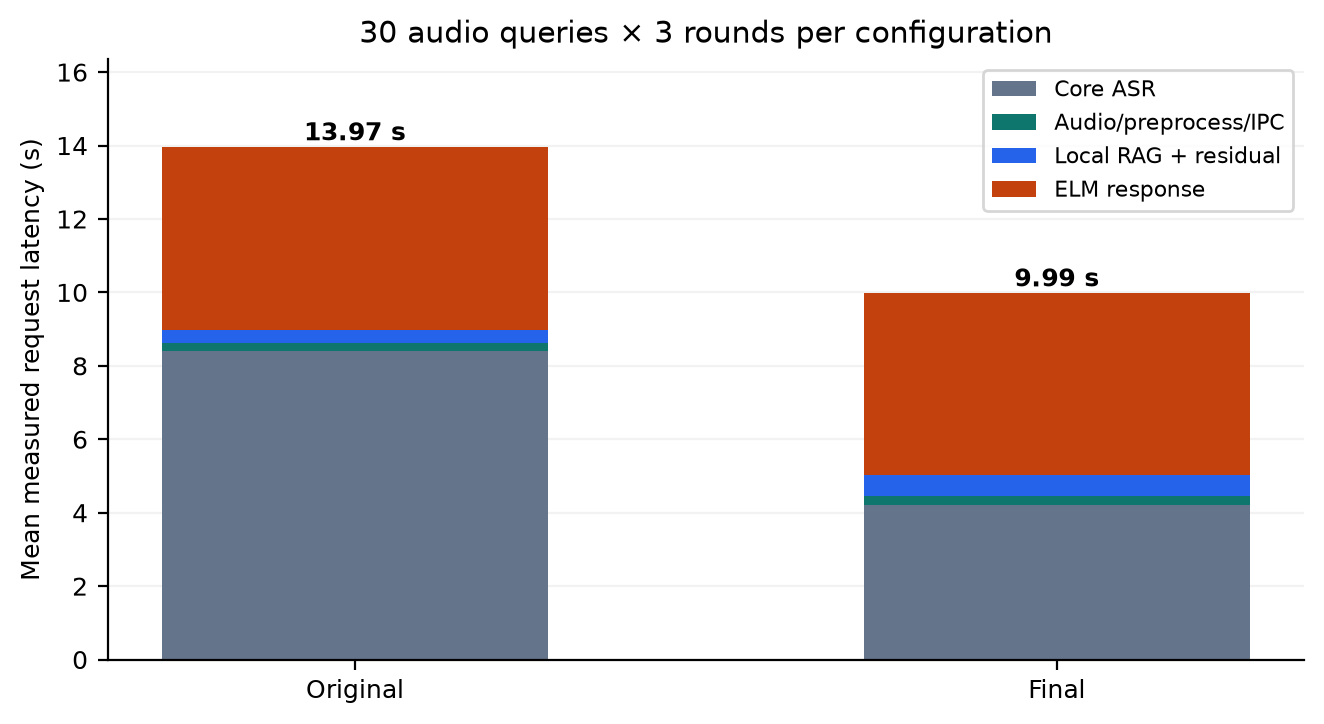 30 audio queries × 3 rounds per configuration
Mean measured request latency (s)
16
14
12
10
8
6
4
2
0
13.97 s
9.99 s
Core ASR
Audio/preprocess/IPC
Local RAG + residual
ELM response
Original
Final